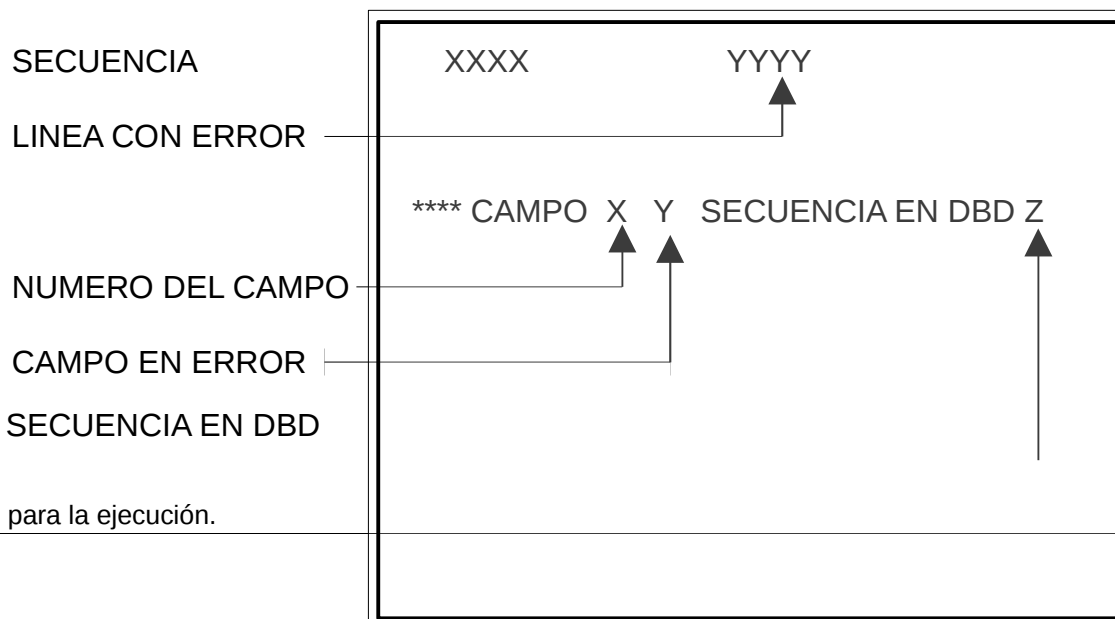 SECUENCIA XXXX YYYY
LINEA CON ERROR
**** CAMPO X Y SECUENCIA EN DBD Z
NUMERO DEL CAMPO
CAMPO EN ERROR
SECUENCIA EN DBD
para la ejecución.